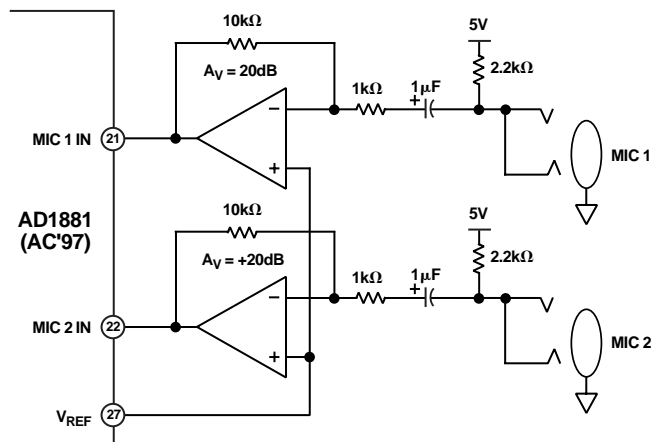 10kΩ
5V
AV = 20dB
2.2kΩ
1kΩ
1μF
+
−
MIC 1 IN
21
+
MIC 1
AD1881
(AC'97)
10kΩ
5V
AV = +20dB
2.2kΩ
1kΩ
1μF
+
−
MIC 2 IN
22
+
MIC 2
VREF
27